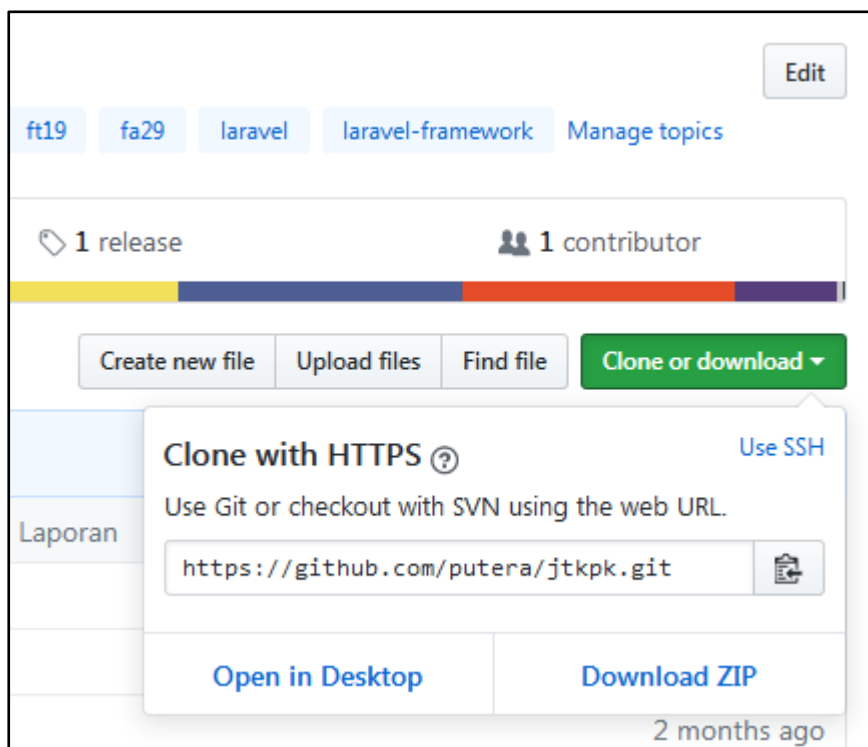 Edit
ft19 fa29 laravel laravel-framework Manage topics
1 release 1 contributor
Create new file Upload files Find file Clone or download
Clone with HTTPS Use SSH
Use Git or checkout with SVN using the web URL.
Laporan
https://github.com/putera/jtkpk.git
Open in Desktop Download ZIP
2 months ago